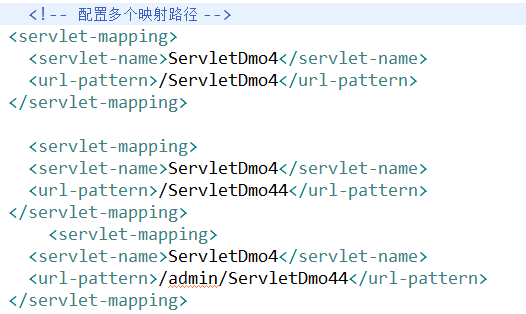 <!-- 配置多个映射路径 -->
<servlet-mapping>
<servlet-name>ServletDmo4</servlet-name>
<url-pattern>/ServletDmo4</url-pattern>
</servlet-mapping>
<servlet-mapping>
<servlet-name>ServletDmo4</servlet-name>
<url-pattern>/ServletDmo44</url-pattern>
</servlet-mapping>
<servlet-mapping>
<servlet-name>ServletDmo4</servlet-name>
<url-pattern>/admin/ServletDmo44</url-pattern>
</servlet-mapping>